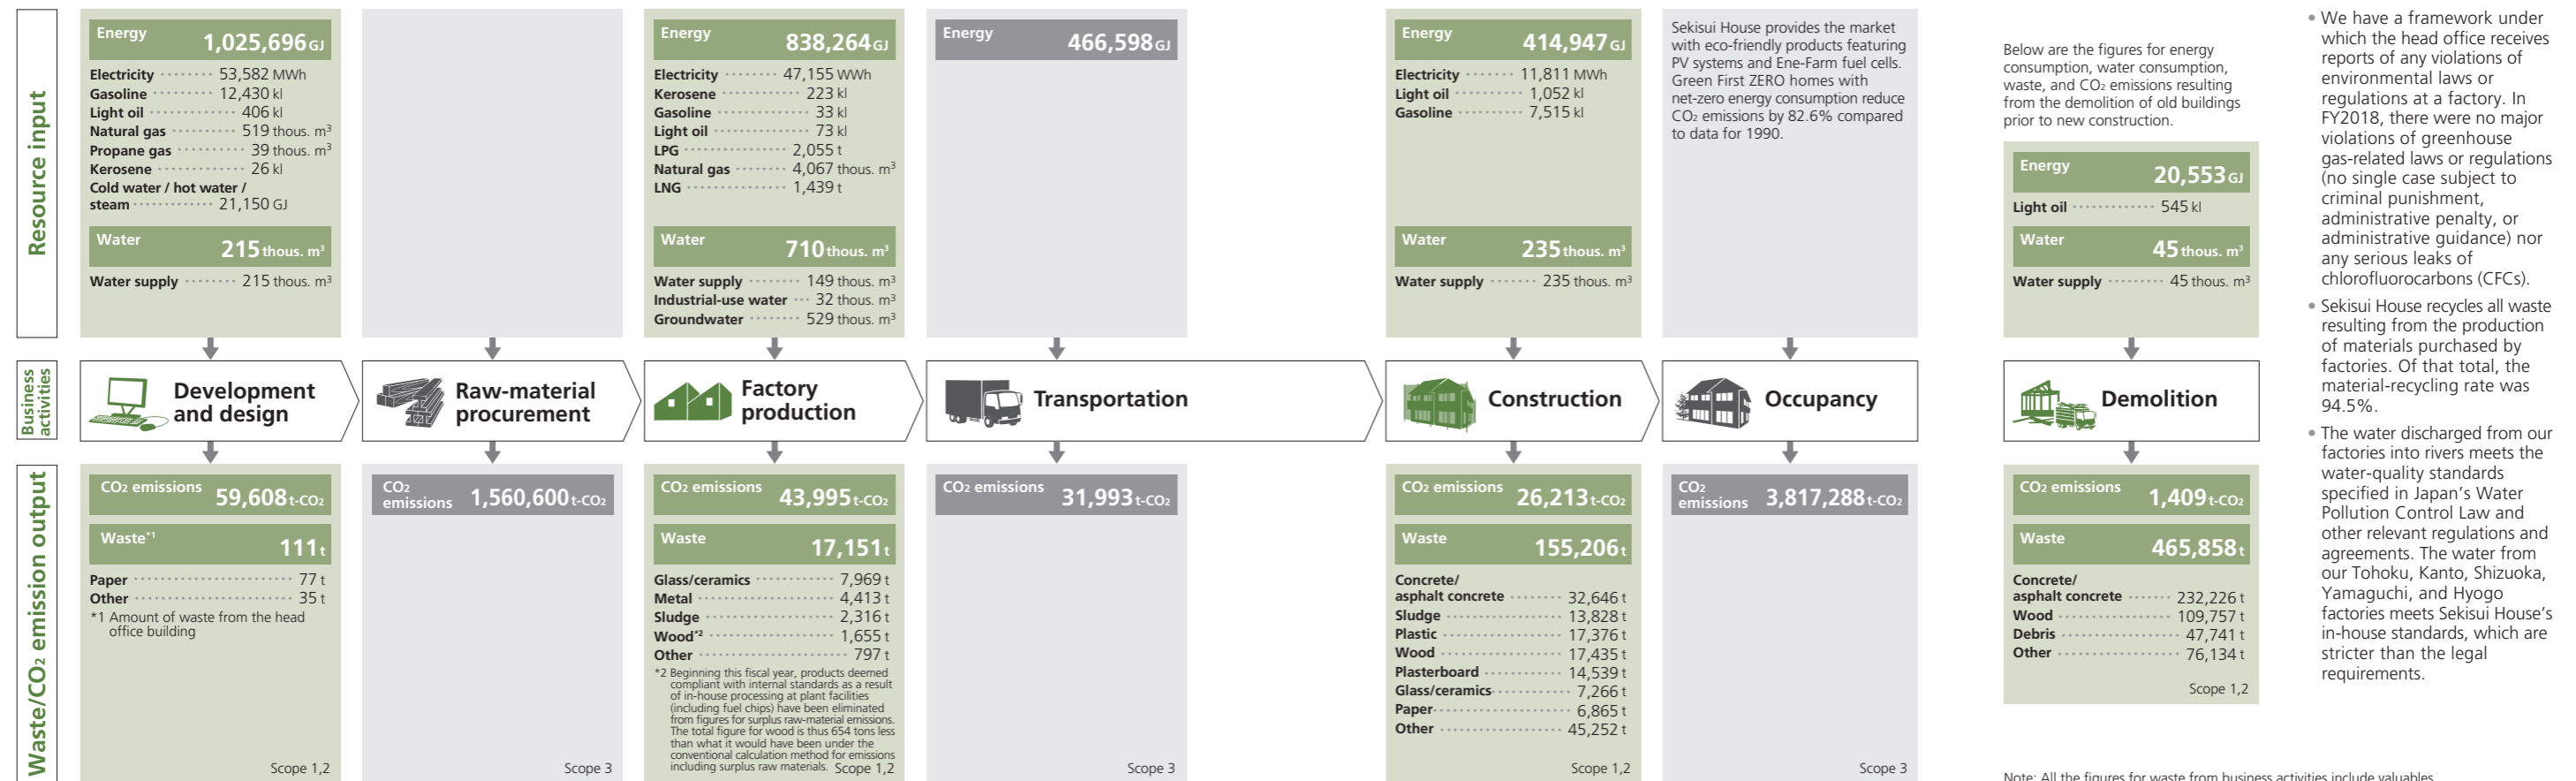 Resource input
Energy 1,025,696 GJ
Electricity ········ 53,582 MWh
Gasoline ·········· 12,430 kl
Light oil ············· 406 kl
Natural gas ·········· 519 thous. m³
Propane gas ·········· 39 thous. m³
Kerosene ············· 26 kl
Cold water / hot water /
steam ············ 21,150 GJ
Water 215 thous. m³
Water supply ········ 215 thous. m³
Energy 838,264 GJ
Electricity ········ 47,155 WWh
Kerosene ··········· 223 kl
Gasoline ············· 33 kl
Light oil ············· 73 kl
LPG ··············· 2,055 t
Natural gas ········ 4,067 thous. m³
LNG ·············· 1,439 t
Water 710 thous. m³
Water supply ········ 149 thous. m³
Industrial-use water ··· 32 thous. m³
Groundwater ········ 529 thous. m³
Energy 466,598 GJ
Energy 414,947 GJ
Electricity ······· 11,811 MWh
Light oil ··········· 1,052 kl
Gasoline ··········· 7,515 kl
Water 235 thous. m³
Water supply ········ 235 thous. m³
Sekisui House provides the market
with eco-friendly products featuring
PV systems and Ene-Farm fuel cells.
Green First ZERO homes with
net-zero energy consumption reduce
CO₂ emissions by 82.6% compared
to data for 1990.
Below are the figures for energy
consumption, water consumption,
waste, and CO₂ emissions resulting
from the demolition of old buildings
prior to new construction.
Energy 20,553 GJ
Light oil ············ 545 kl
Water 45 thous. m³
Water supply ········ 45 thous. m³
Business
activities
Development
and design
Raw-material
procurement
Factory
production
Transportation
Construction
Occupancy
Demolition
Waste/CO₂ emission output
CO₂ emissions 59,608 t-CO₂
Waste*1 111 t
Paper ······················ 77 t
Other ······················ 35 t
*1 Amount of waste from the head
office building
Scope 1,2
CO₂
emissions 1,560,600 t-CO₂
Scope 3
CO₂ emissions 43,995 t-CO₂
Waste 17,151 t
Glass/ceramics ··········· 7,969 t
Metal ··················· 4,413 t
Sludge ·················· 2,316 t
Wood*2 ·················· 1,655 t
Other ···················· 797 t
*2 Beginning this fiscal year, products deemed
compliant with internal standards as a result
of in-house processing at plant facilities
(including fuel chips) have been eliminated
from figures for surplus raw-material emissions.
The total figure for wood is thus 654 tons less
than what it would have been under the
conventional calculation method for emissions
including surplus raw materials. Scope 1,2
CO₂ emissions 31,993 t-CO₂
Scope 3
CO₂ emissions 26,213 t-CO₂
Waste 155,206 t
Concrete/
asphalt concrete ········ 32,646 t
Sludge ················· 13,828 t
Plastic ················· 17,376 t
Wood ·················· 17,435 t
Plasterboard ············ 14,539 t
Glass/ceramics ··········· 7,266 t
Paper ··················· 6,865 t
Other ·················· 45,252 t
Scope 1,2
CO₂
emissions 3,817,288 t-CO₂
Scope 3
CO₂ emissions 1,409 t-CO₂
Waste 465,858 t
Concrete/
asphalt concrete ······· 232,226 t
Wood ················· 109,757 t
Debris ················· 47,741 t
Other ·················· 76,134 t
Scope 1,2
• We have a framework under
which the head office receives
reports of any violations of
environmental laws or
regulations at a factory. In
FY2018, there were no major
violations of greenhouse
gas-related laws or regulations
(no single case subject to
criminal punishment,
administrative penalty, or
administrative guidance) nor
any serious leaks of
chlorofluorocarbons (CFCs).
• Sekisui House recycles all waste
resulting from the production
of materials purchased by
factories. Of that total, the
material-recycling rate was
94.5%.
• The water discharged from our
factories into rivers meets the
water-quality standards
specified in Japan's Water
Pollution Control Law and
other relevant regulations and
agreements. The water from
our Tohoku, Kanto, Shizuoka,
Yamaguchi, and Hyogo
factories meets Sekisui House's
in-house standards, which are
stricter than the legal
requirements.
Note: All the figures for waste from business activities include valuables